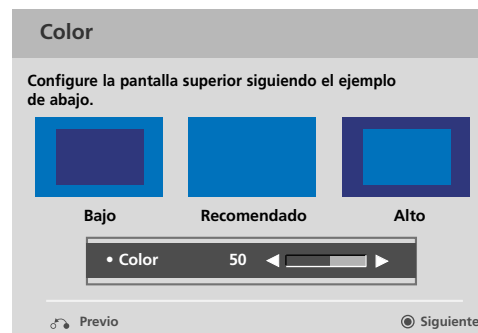 Color
Configure la pantalla superior siguiendo el ejemplo
de abajo.
Bajo Recomendado Alto
• Color 50
Previo Siguiente